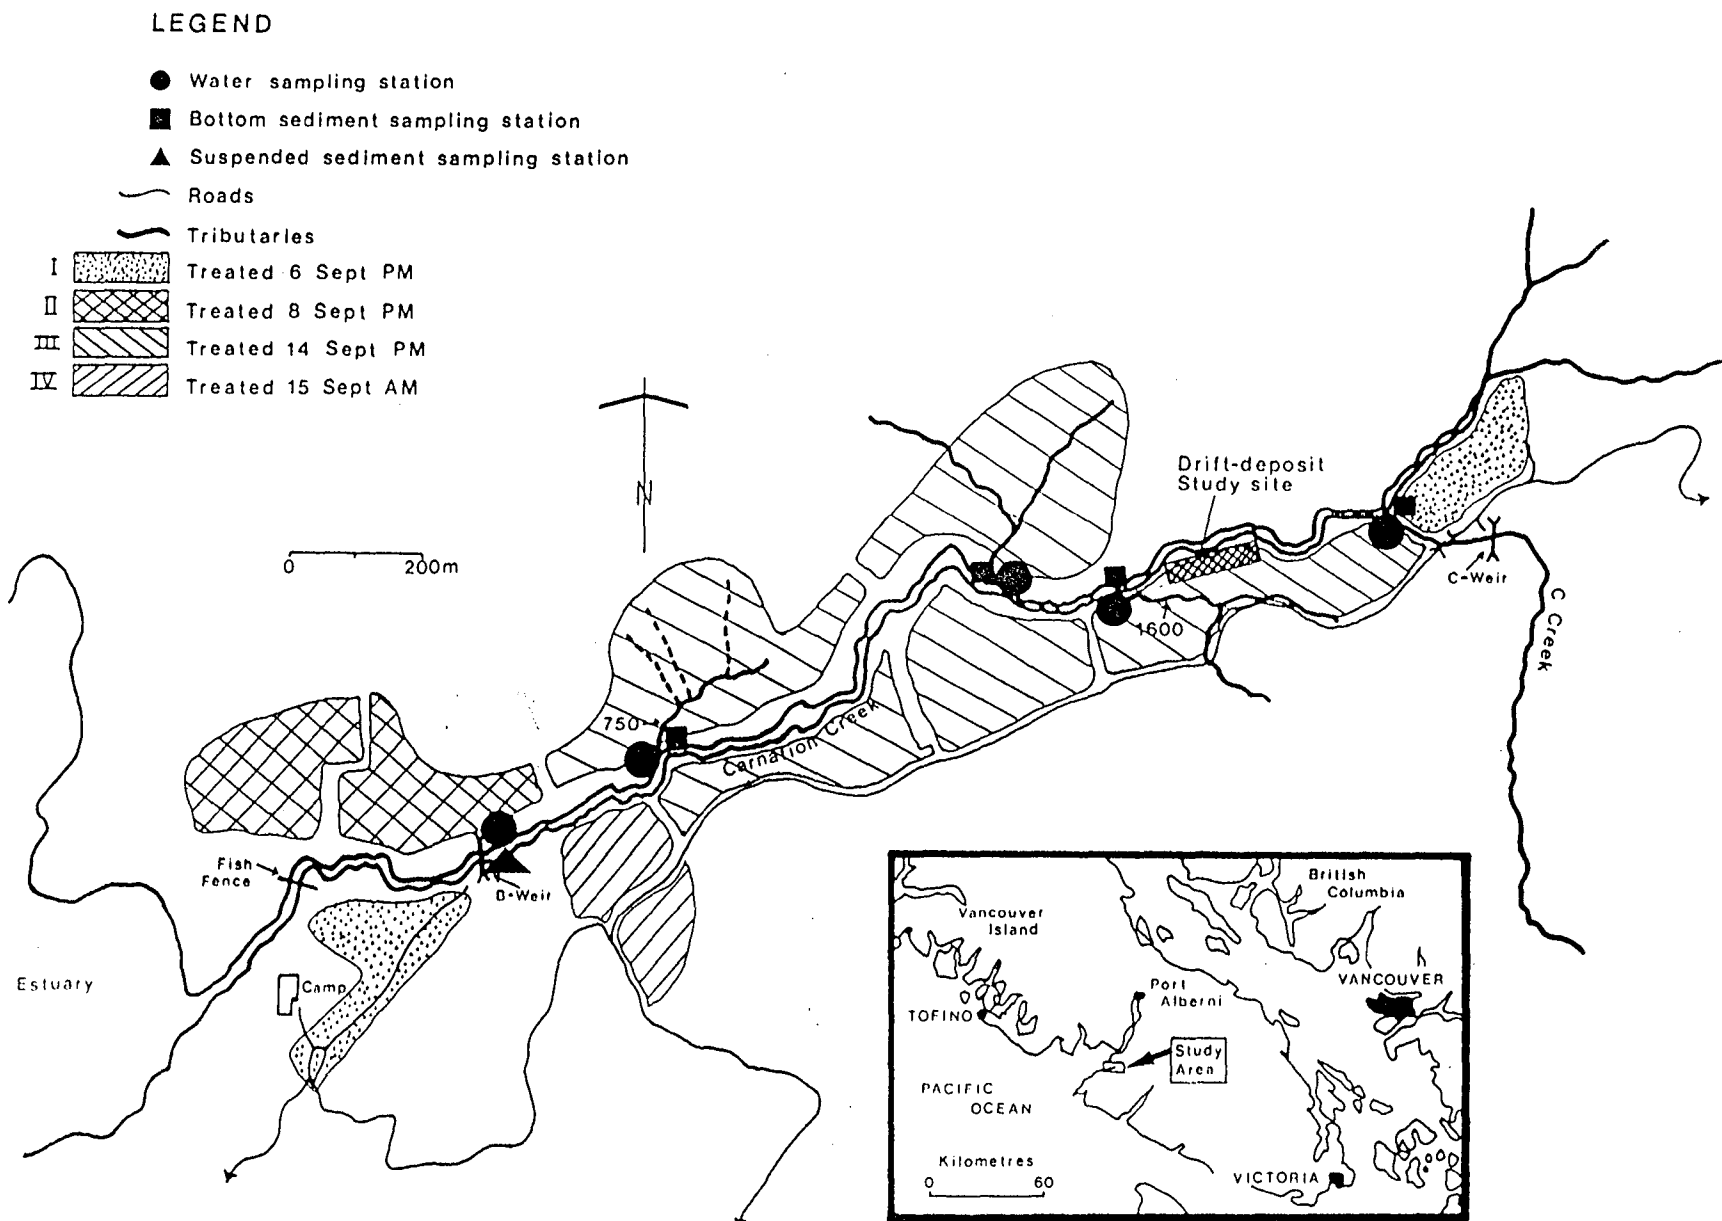 LEGEND
Water sampling station
Bottom sediment sampling station
Suspended sediment sampling station
Roads
Tributaries
I Treated 6 Sept PM
II Treated 8 Sept PM
III Treated 14 Sept PM
IV Treated 15 Sept AM
N
0 200m
Drift-deposit
Study site
C-Weir
C Creek
1600
750
Carnation Creek
Fish
Fence
B-Weir
Camp
Estuary
British
Columbia
Vancouver
Island
VANCOUVER
Port
Alberni
TOFINO
Study
Area
PACIFIC
OCEAN
Kilometres
0 60
VICTORIA